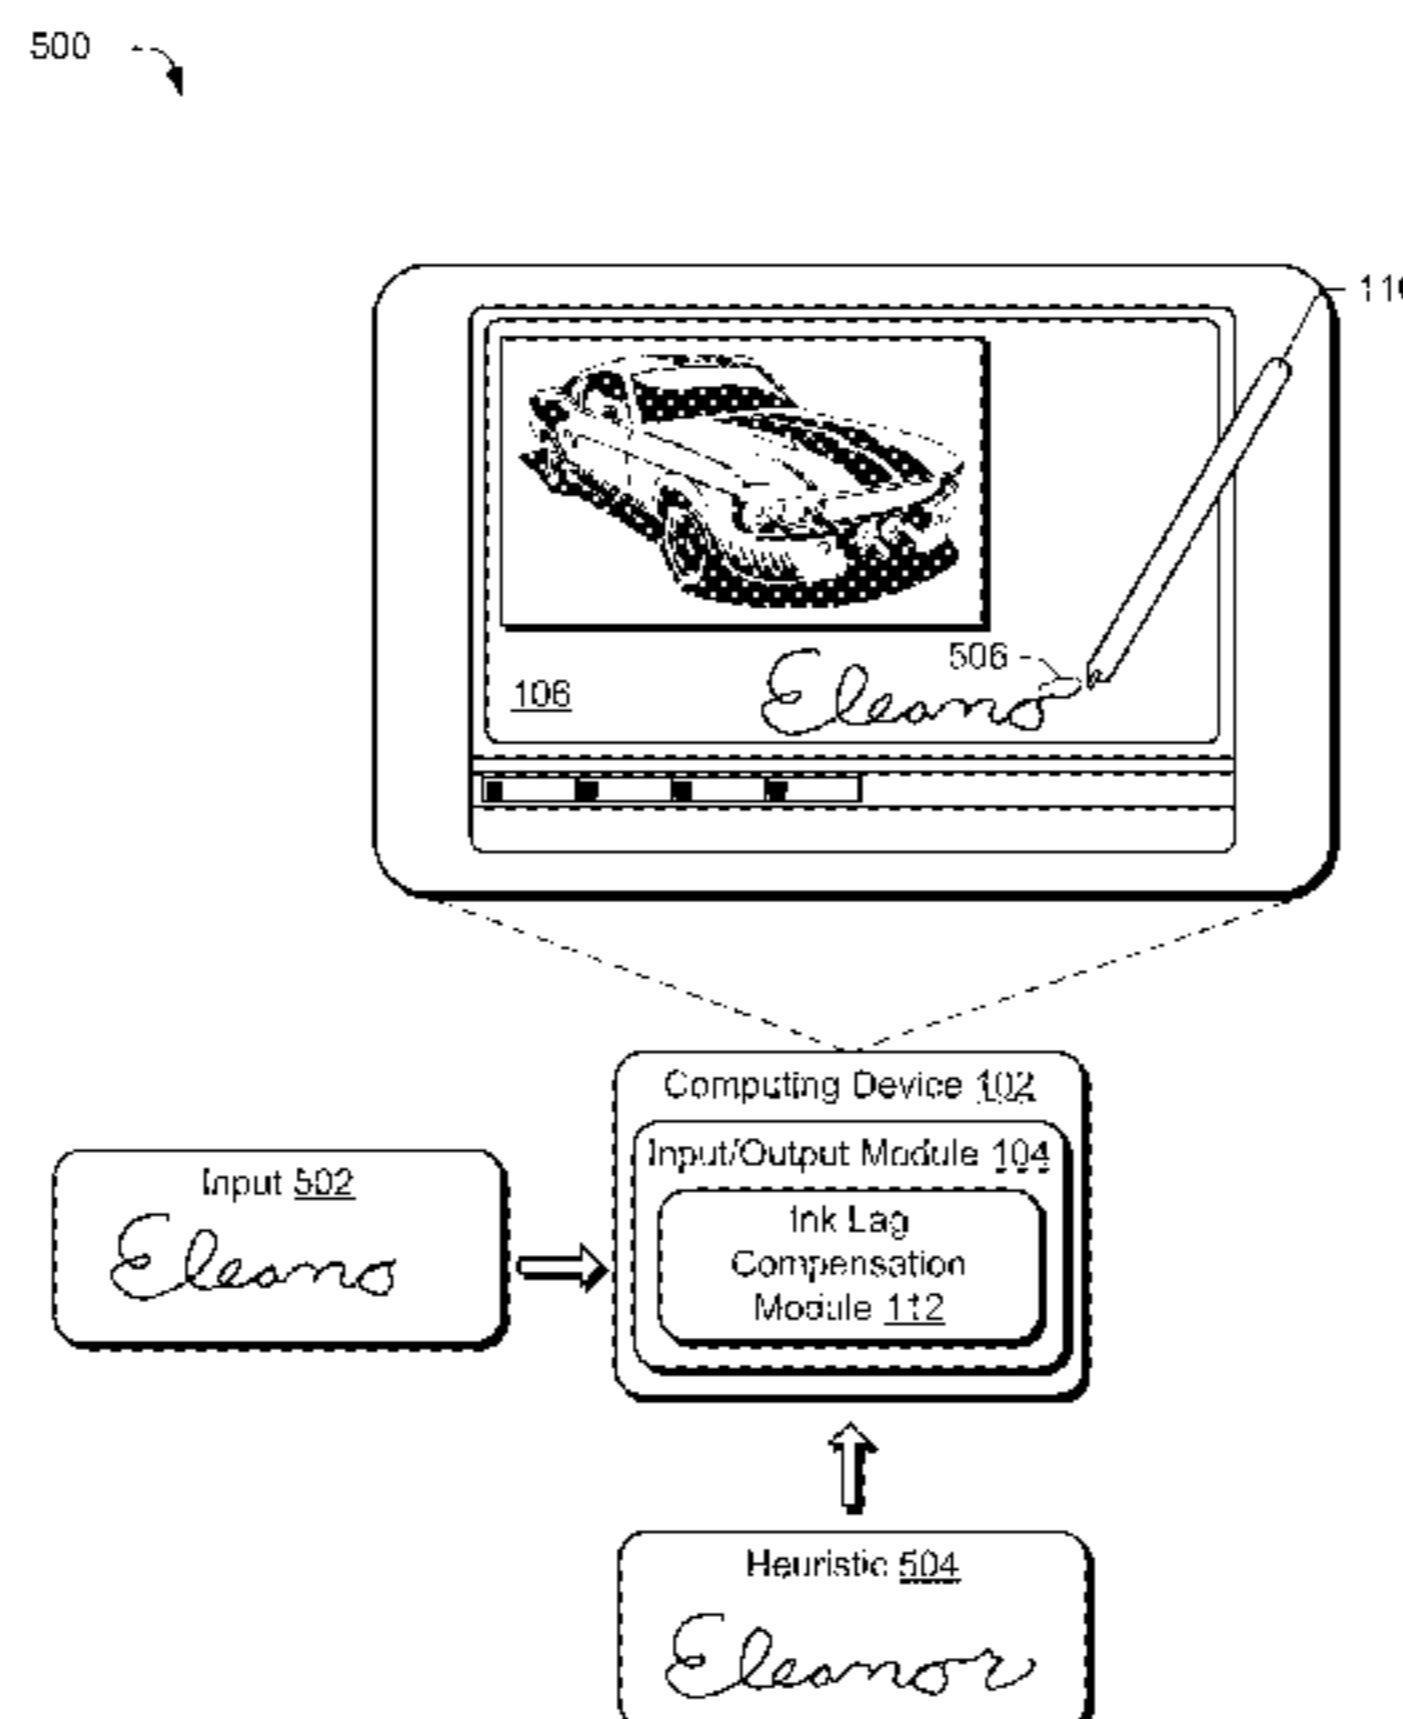 500
506
106
Eleano
Computing Device 102
Input/Output Module 104
Input 502
Eleano
Ink Lag
Compensation
Module 112
Heuristic 504
Eleanor